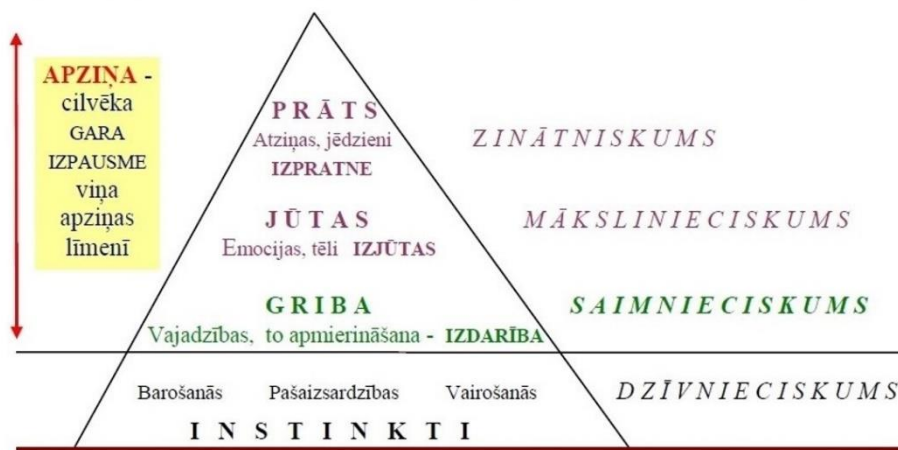 APZIŅA -
cilvēka
GARA
IZPAUSME
viņa
apziņas
līmenī
PRĀTS
Atziņas, jēdzieni
IZPRATNE
ZINĀTNISKUMS
JŪTAS
Emocijas, tēli IZJŪTAS
MĀKSLINIECISKUMS
GRIBA
Vajadzības, to apmierināšana - IZDARĪBA
SAIMNIECISKUMS
Barošanās Pašaizsardzības Vairošanās
INSTINKTI
DZĪVNIECISKUMS